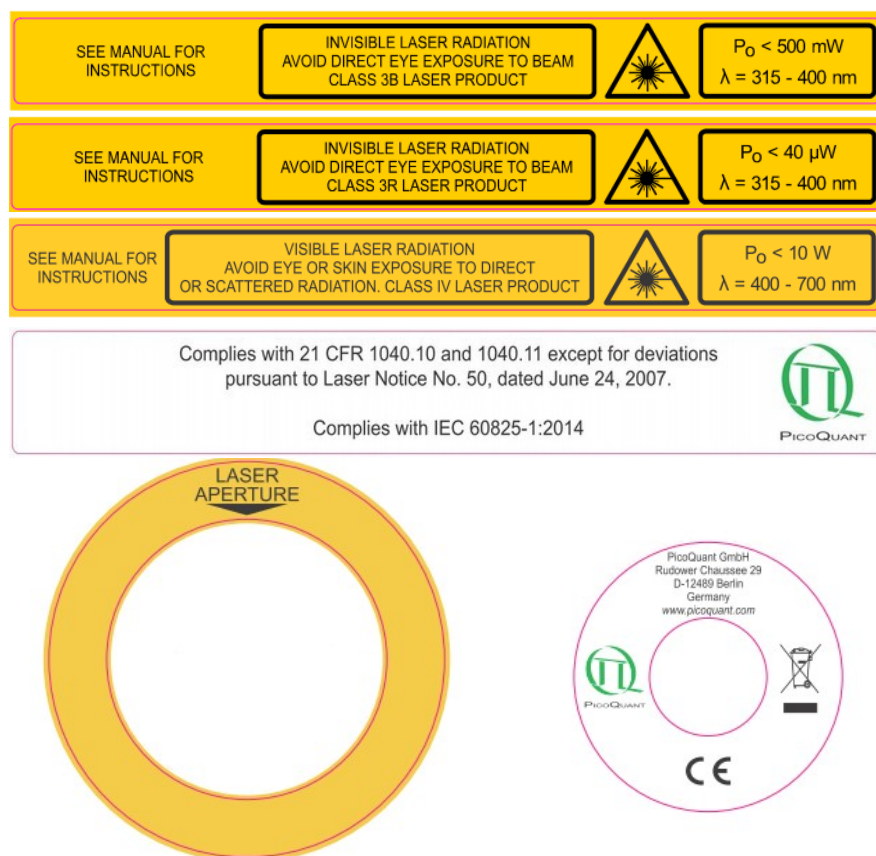 SEE MANUAL FOR
INSTRUCTIONS
INVISIBLE LASER RADIATION
AVOID DIRECT EYE EXPOSURE TO BEAM
CLASS 3B LASER PRODUCT
Po < 500 mW
λ = 315 - 400 nm
SEE MANUAL FOR
INSTRUCTIONS
INVISIBLE LASER RADIATION
AVOID DIRECT EYE EXPOSURE TO BEAM
CLASS 3R LASER PRODUCT
Po < 40 µW
λ = 315 - 400 nm
SEE MANUAL FOR
INSTRUCTIONS
VISIBLE LASER RADIATION
AVOID EYE OR SKIN EXPOSURE TO DIRECT
OR SCATTERED RADIATION. CLASS IV LASER PRODUCT
Po < 10 W
λ = 400 - 700 nm
Complies with 21 CFR 1040.10 and 1040.11 except for deviations
pursuant to Laser Notice No. 50, dated June 24, 2007.
Complies with IEC 60825-1:2014
PICOQUANT
LASER
APERTURE
PicoQuant GmbH
Rudower Chaussee 29
D-12489 Berlin
Germany
www.picoquant.com
PICOQUANT
CE